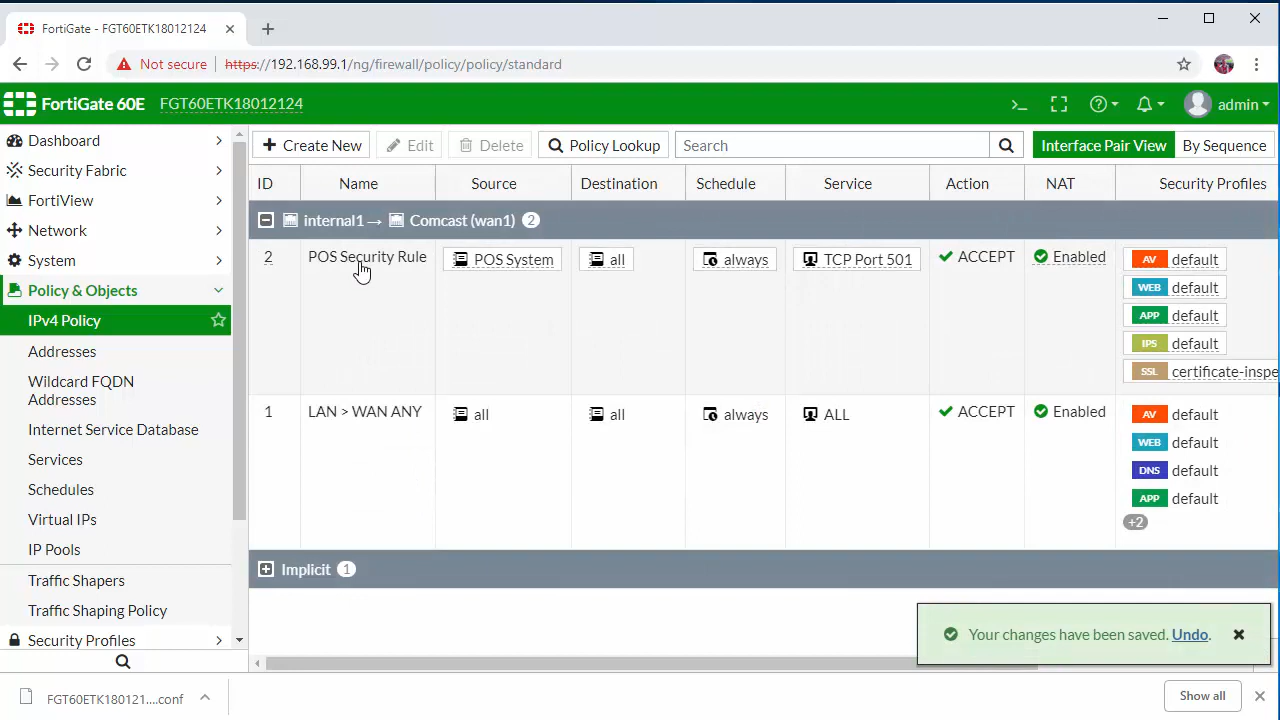 FortiGate - FGT60ETK18012124
Not secure
https://192.168.99.1/ng/firewall/policy/policy/standard
FortiGate 60E
FGT60ETK18012124
admin
Dashboard
Security Fabric
FortiView
Network
System
Policy & Objects
IPv4 Policy
Addresses
Wildcard FQDN
Addresses
Internet Service Database
Services
Schedules
Virtual IPs
IP Pools
Traffic Shapers
Traffic Shaping Policy
Security Profiles
Create New
Edit
Delete
Policy Lookup
Search
Interface Pair View
By Sequence
ID Name Source Destination Schedule Service Action NAT Security Profiles
internal1 → Comcast (wan1) 2
2 POS Security Rule POS System all always TCP Port 501 ACCEPT Enabled AV default
WEB default
APP default
IPS default
SSL certificate-inspe
1 LAN > WAN ANY all all always ALL ACCEPT Enabled AV default
WEB default
DNS default
APP default
+2
Implicit 1
Your changes have been saved. Undo.
FGT60ETK180121....conf
Show all